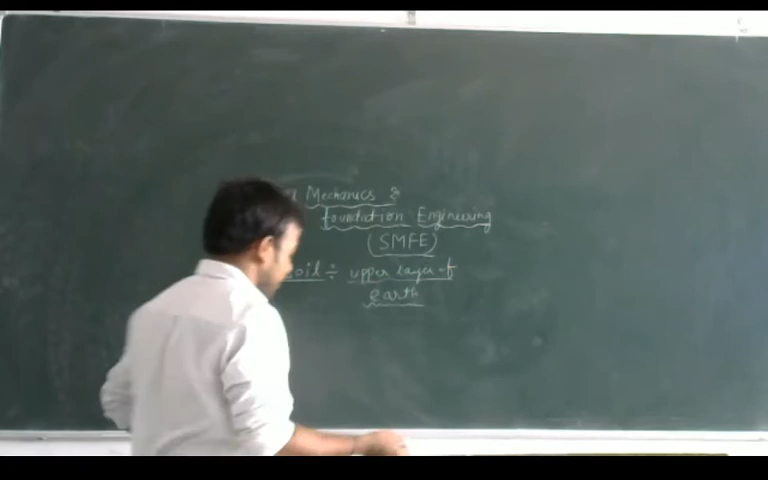 Mechanics &
foundation Engineering
(SMFE)
oil ÷ upper layer of
earth